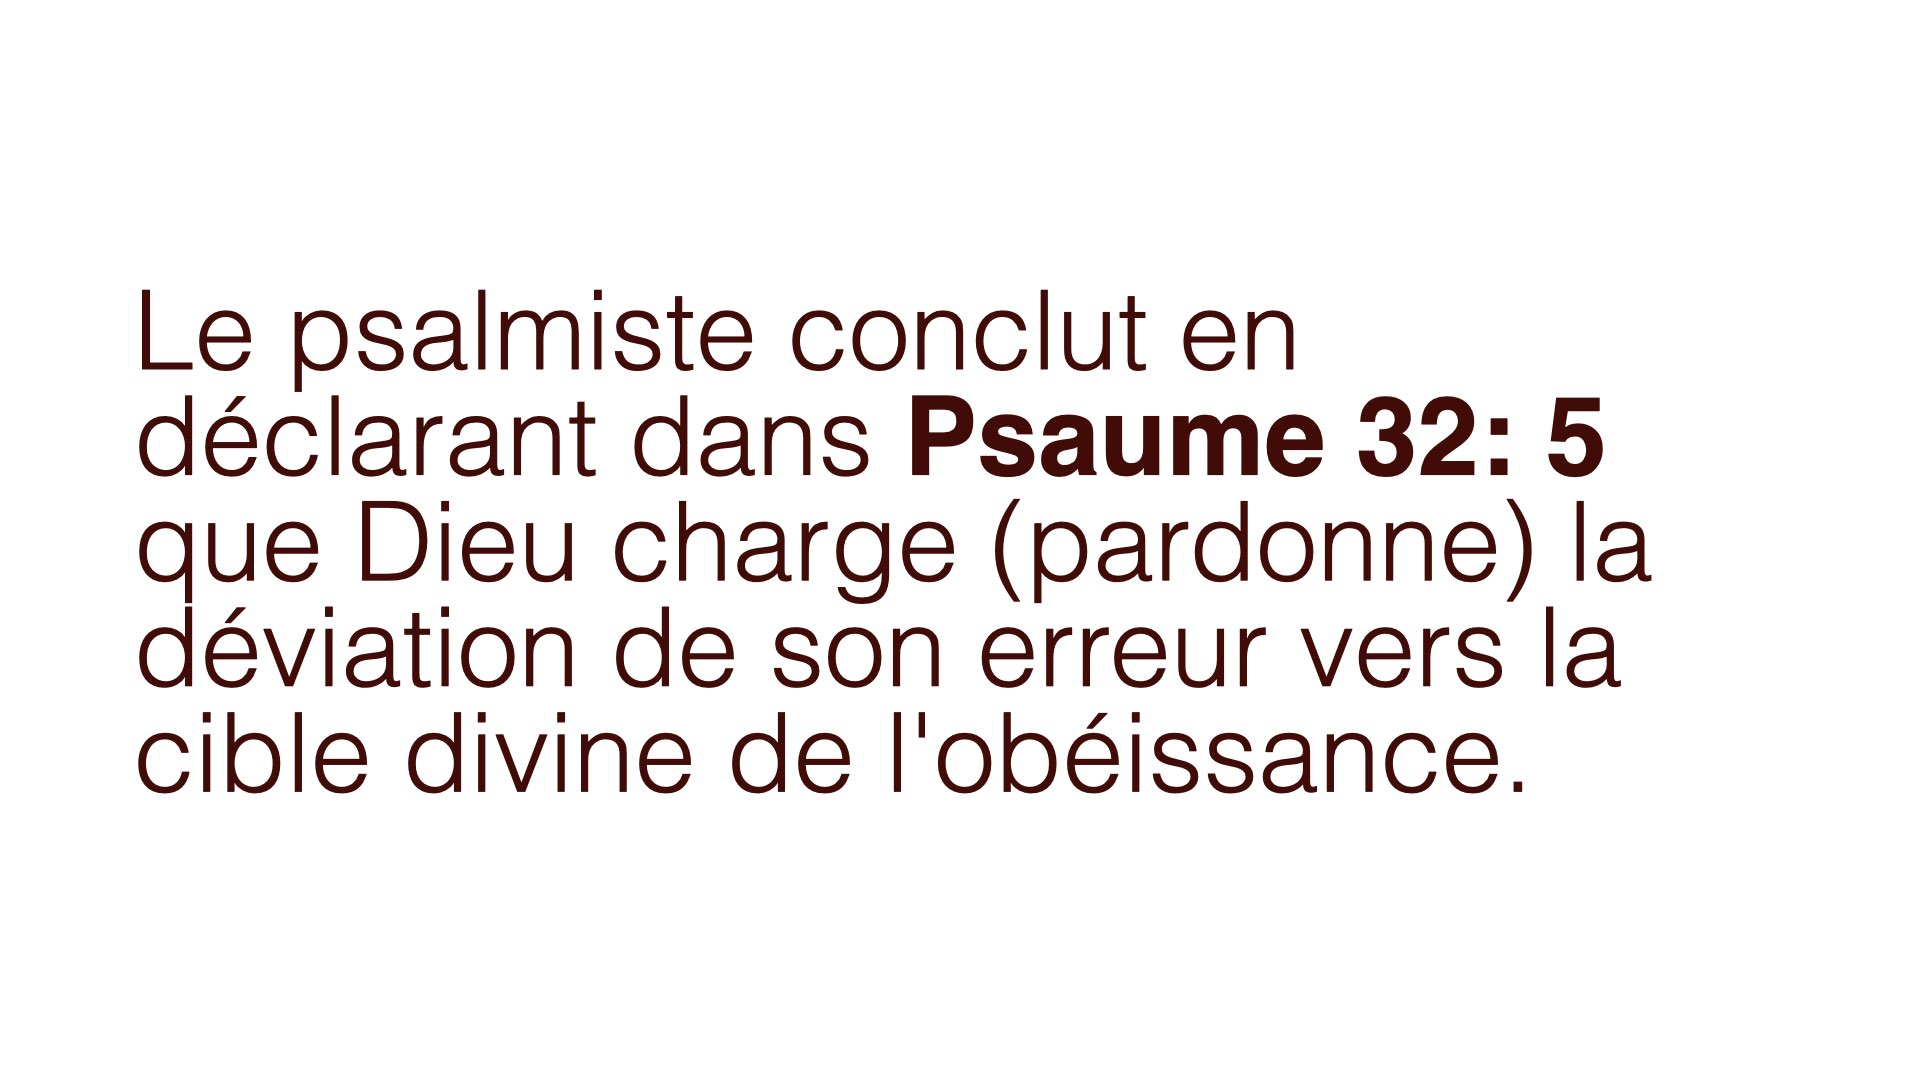 Le psalmiste conclut en
déclarant dans Psaume 32: 5
que Dieu charge (pardonne) la
déviation de son erreur vers la
cible divine de l'obéissance.